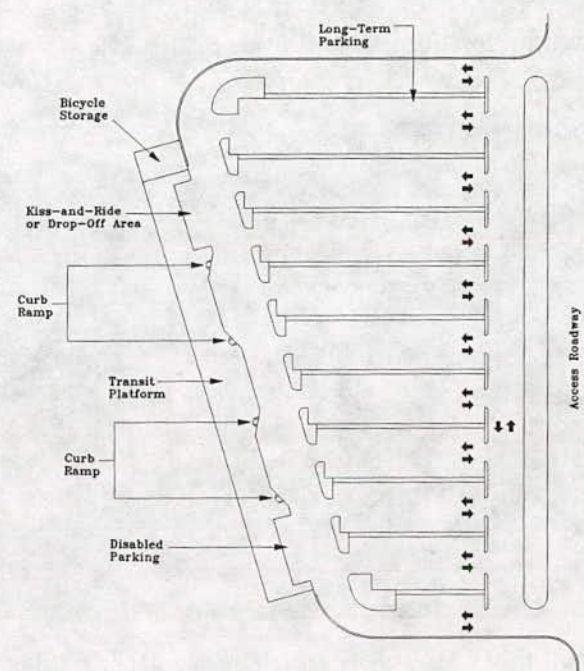 Long-Term
Parking
Bicycle
Storage
Kiss-and-Ride
or Drop-Off Area
Curb
Ramp
Transit
Platform
Curb
Ramp
Disabled
Parking
Access Roadway